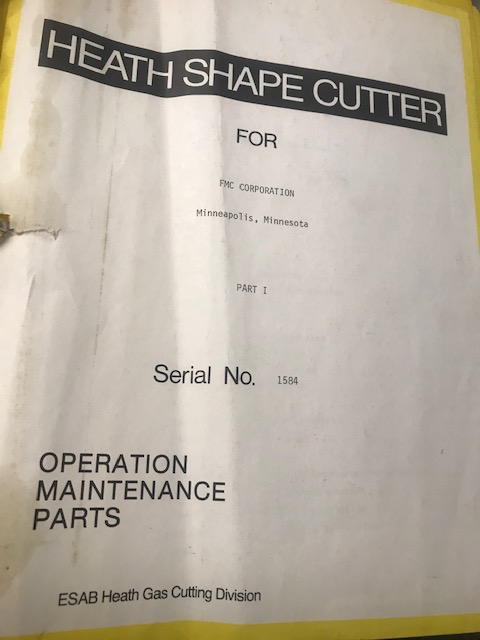 HEATH SHAPE CUTTER
FOR
FMC CORPORATION
Minneapolis, Minnesota
PART I
Serial No. 1584
OPERATION
MAINTENANCE
PARTS
ESAB Heath Gas Cutting Division